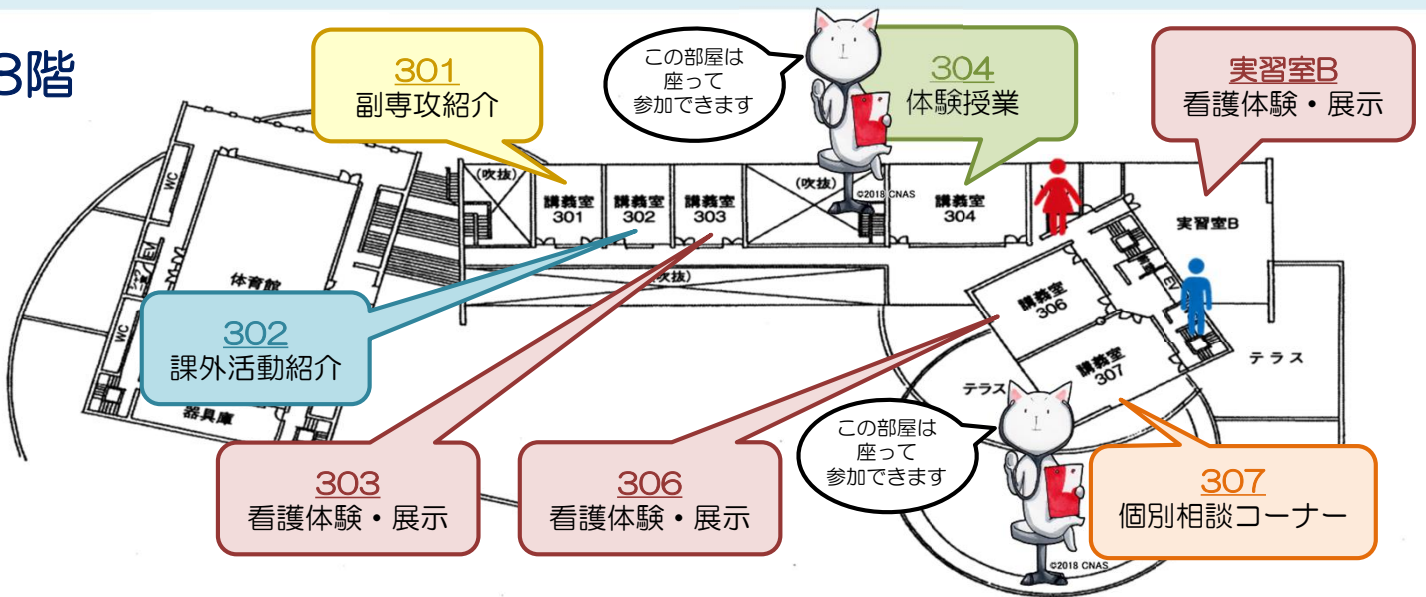 3階
301
副専攻紹介
この部屋は
座って
参加できます
304
体験授業
実習室B
看護体験・展示
WC
(吹抜)
講義室
301
講義室
302
講義室
303
(吹抜)
©2018 CNAS
講義室
304
実習室B
EV
体育館
(吹抜)
講義室
306
302
課外活動紹介
WC
講義室
307
テラス
テラス
器具庫
この部屋は
座って
参加できます
303
看護体験・展示
306
看護体験・展示
307
個別相談コーナー
©2018 CNAS